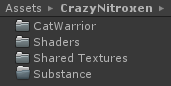 Assets ▸ CrazyNitroxen ▸
CatWarrior
Shaders
Shared Textures
Substance